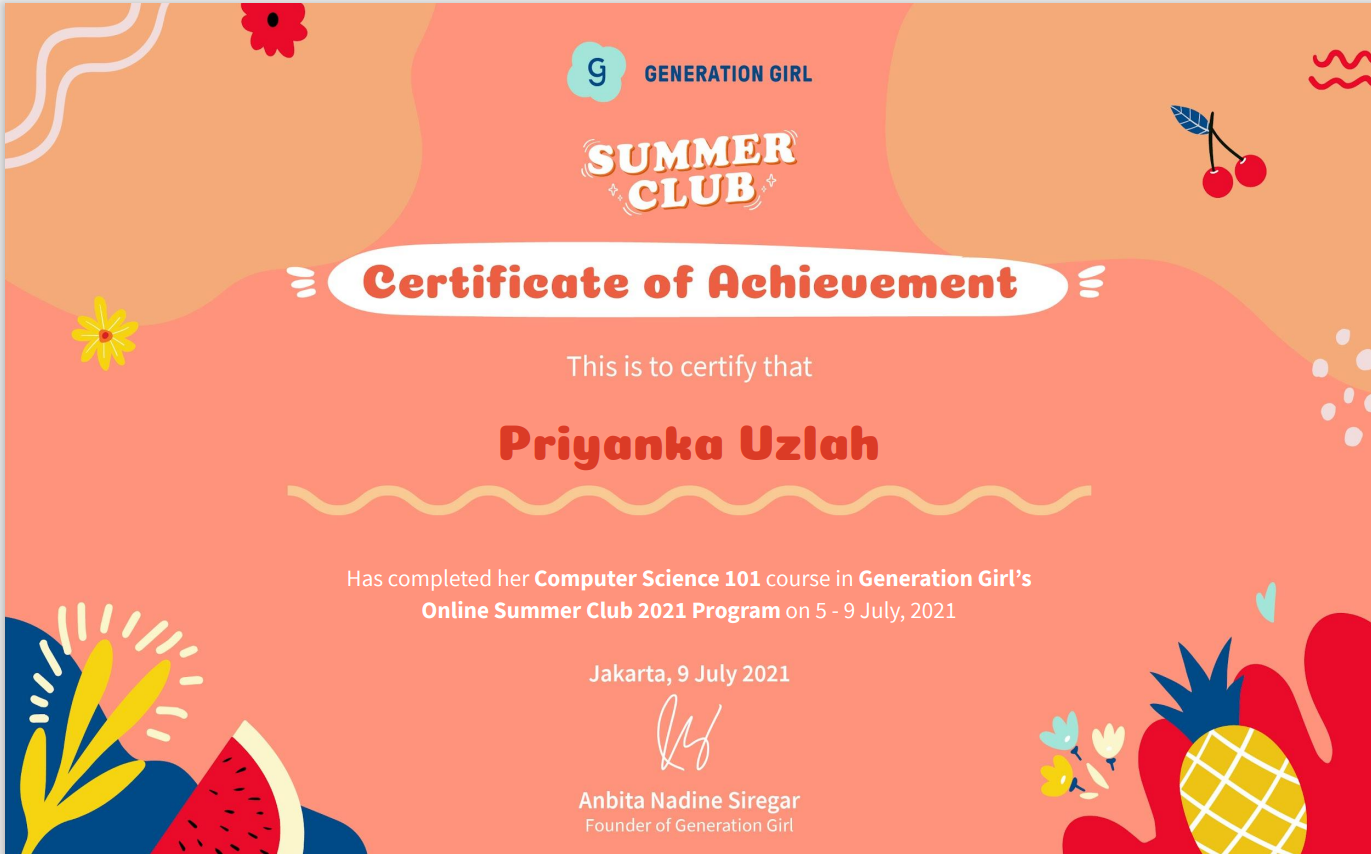 g GENERATION GIRL
SUMMER
CLUB
Certificate of Achievement
This is to certify that
Priyanka Uzlah
Has completed her Computer Science 101 course in Generation Girl’s
Online Summer Club 2021 Program on 5 - 9 July, 2021
Jakarta, 9 July 2021
Anbita Nadine Siregar
Founder of Generation Girl